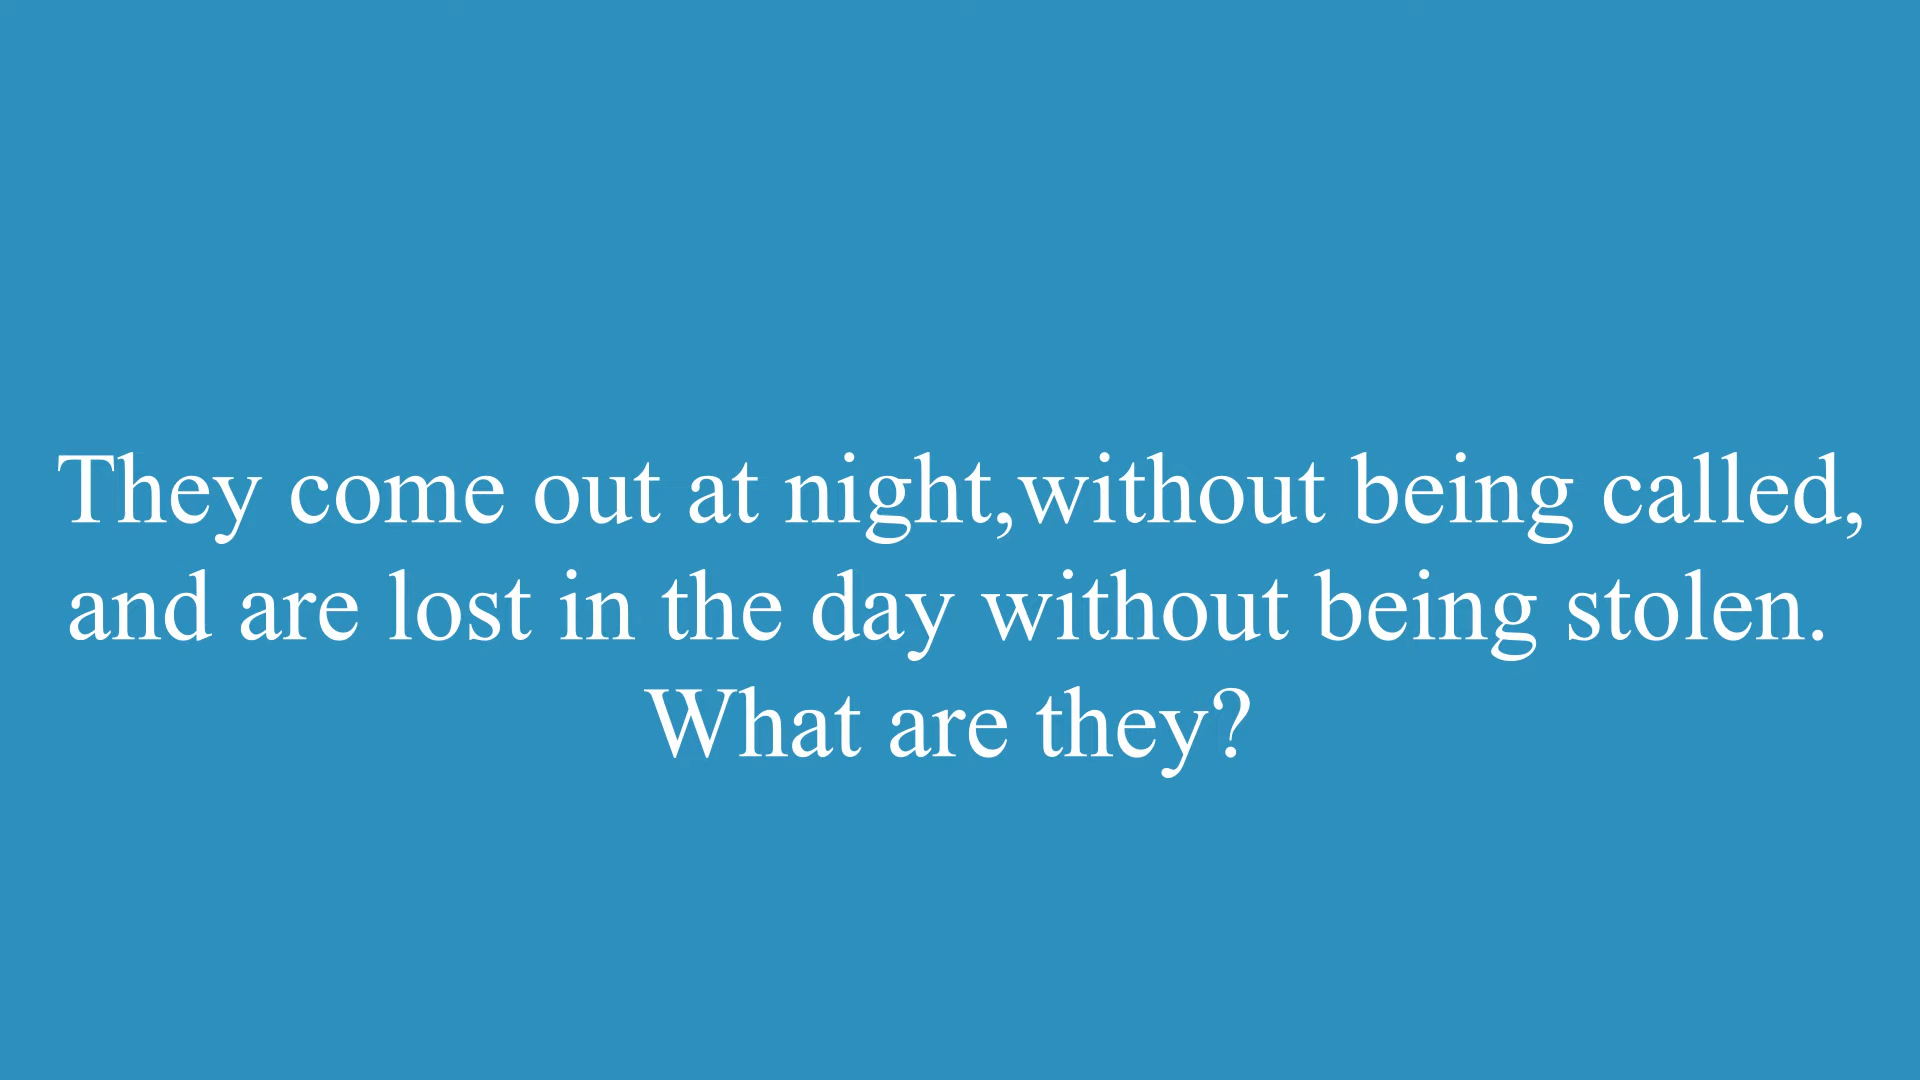 They come out at night,without being called,
and are lost in the day without being stolen.
What are they?